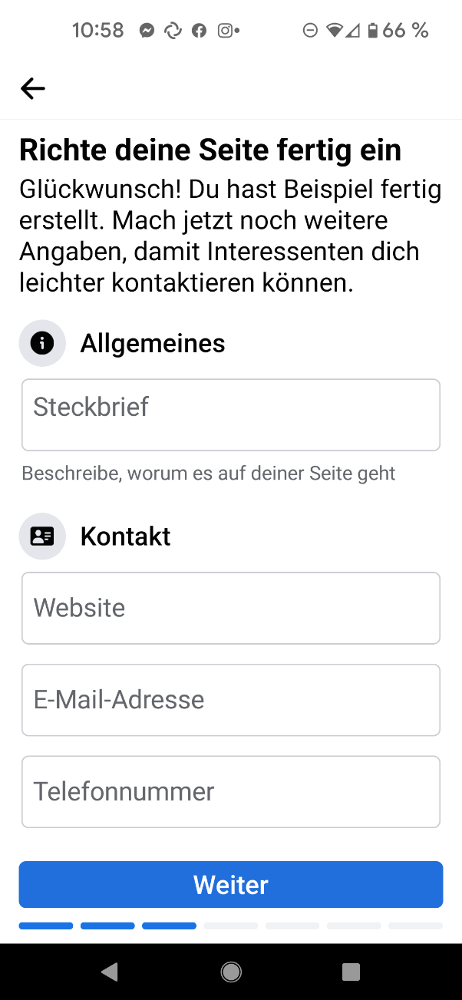 10:58 66 %
Richte deine Seite fertig ein
Glückwunsch! Du hast Beispiel fertig
erstellt. Mach jetzt noch weitere
Angaben, damit Interessenten dich
leichter kontaktieren können.
Allgemeines
Steckbrief
Beschreibe, worum es auf deiner Seite geht
Kontakt
Website
E-Mail-Adresse
Telefonnummer
Weiter